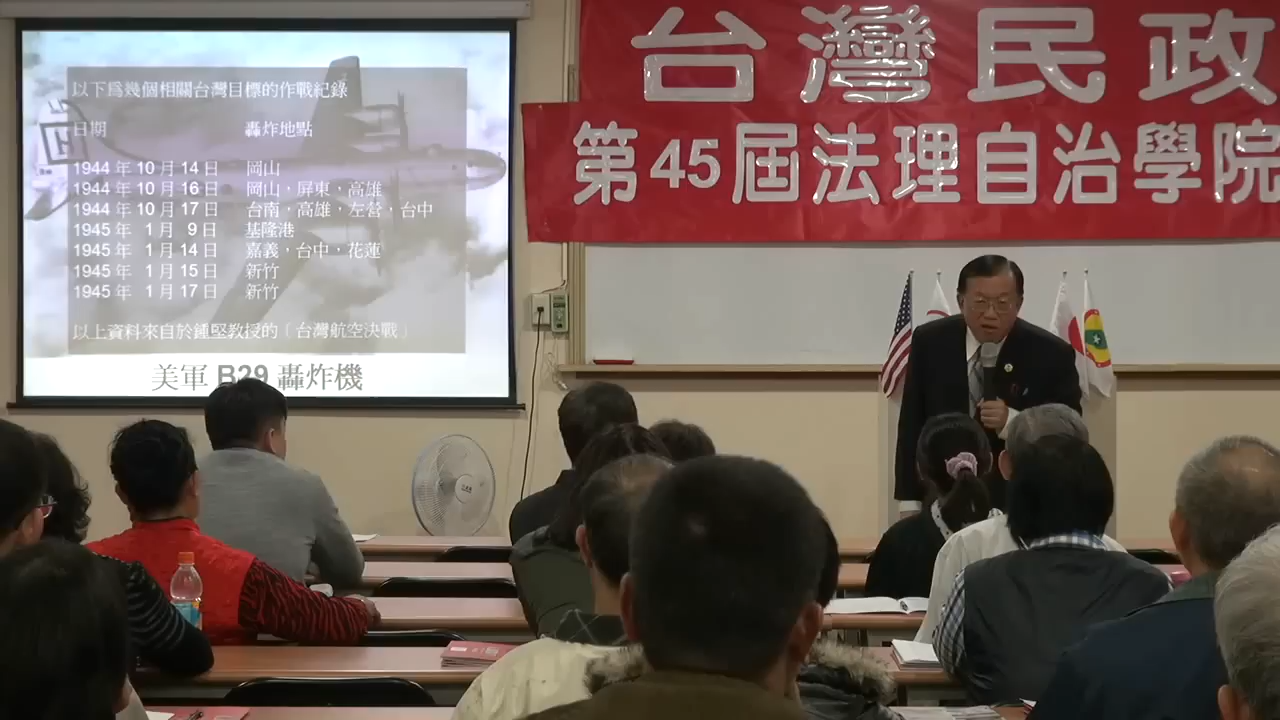 以下爲幾個相關台灣目標的作戰紀錄
日期 轟炸地點
1944 年 10 月 14 日 岡山
1944 年 10 月 16 日 岡山，屏東，高雄
1944 年 10 月 17 日 台南，高雄，左營，台中
1945 年 1 月 9 日 基隆港
1945 年 1 月 14 日 嘉義，台中，花蓮
1945 年 1 月 15 日 新竹
1945 年 1 月 17 日 新竹
以上資料來自於鍾堅教授的〔台灣航空決戰〕
美軍 B29 轟炸機
台灣民政
第45屆法理自治學院